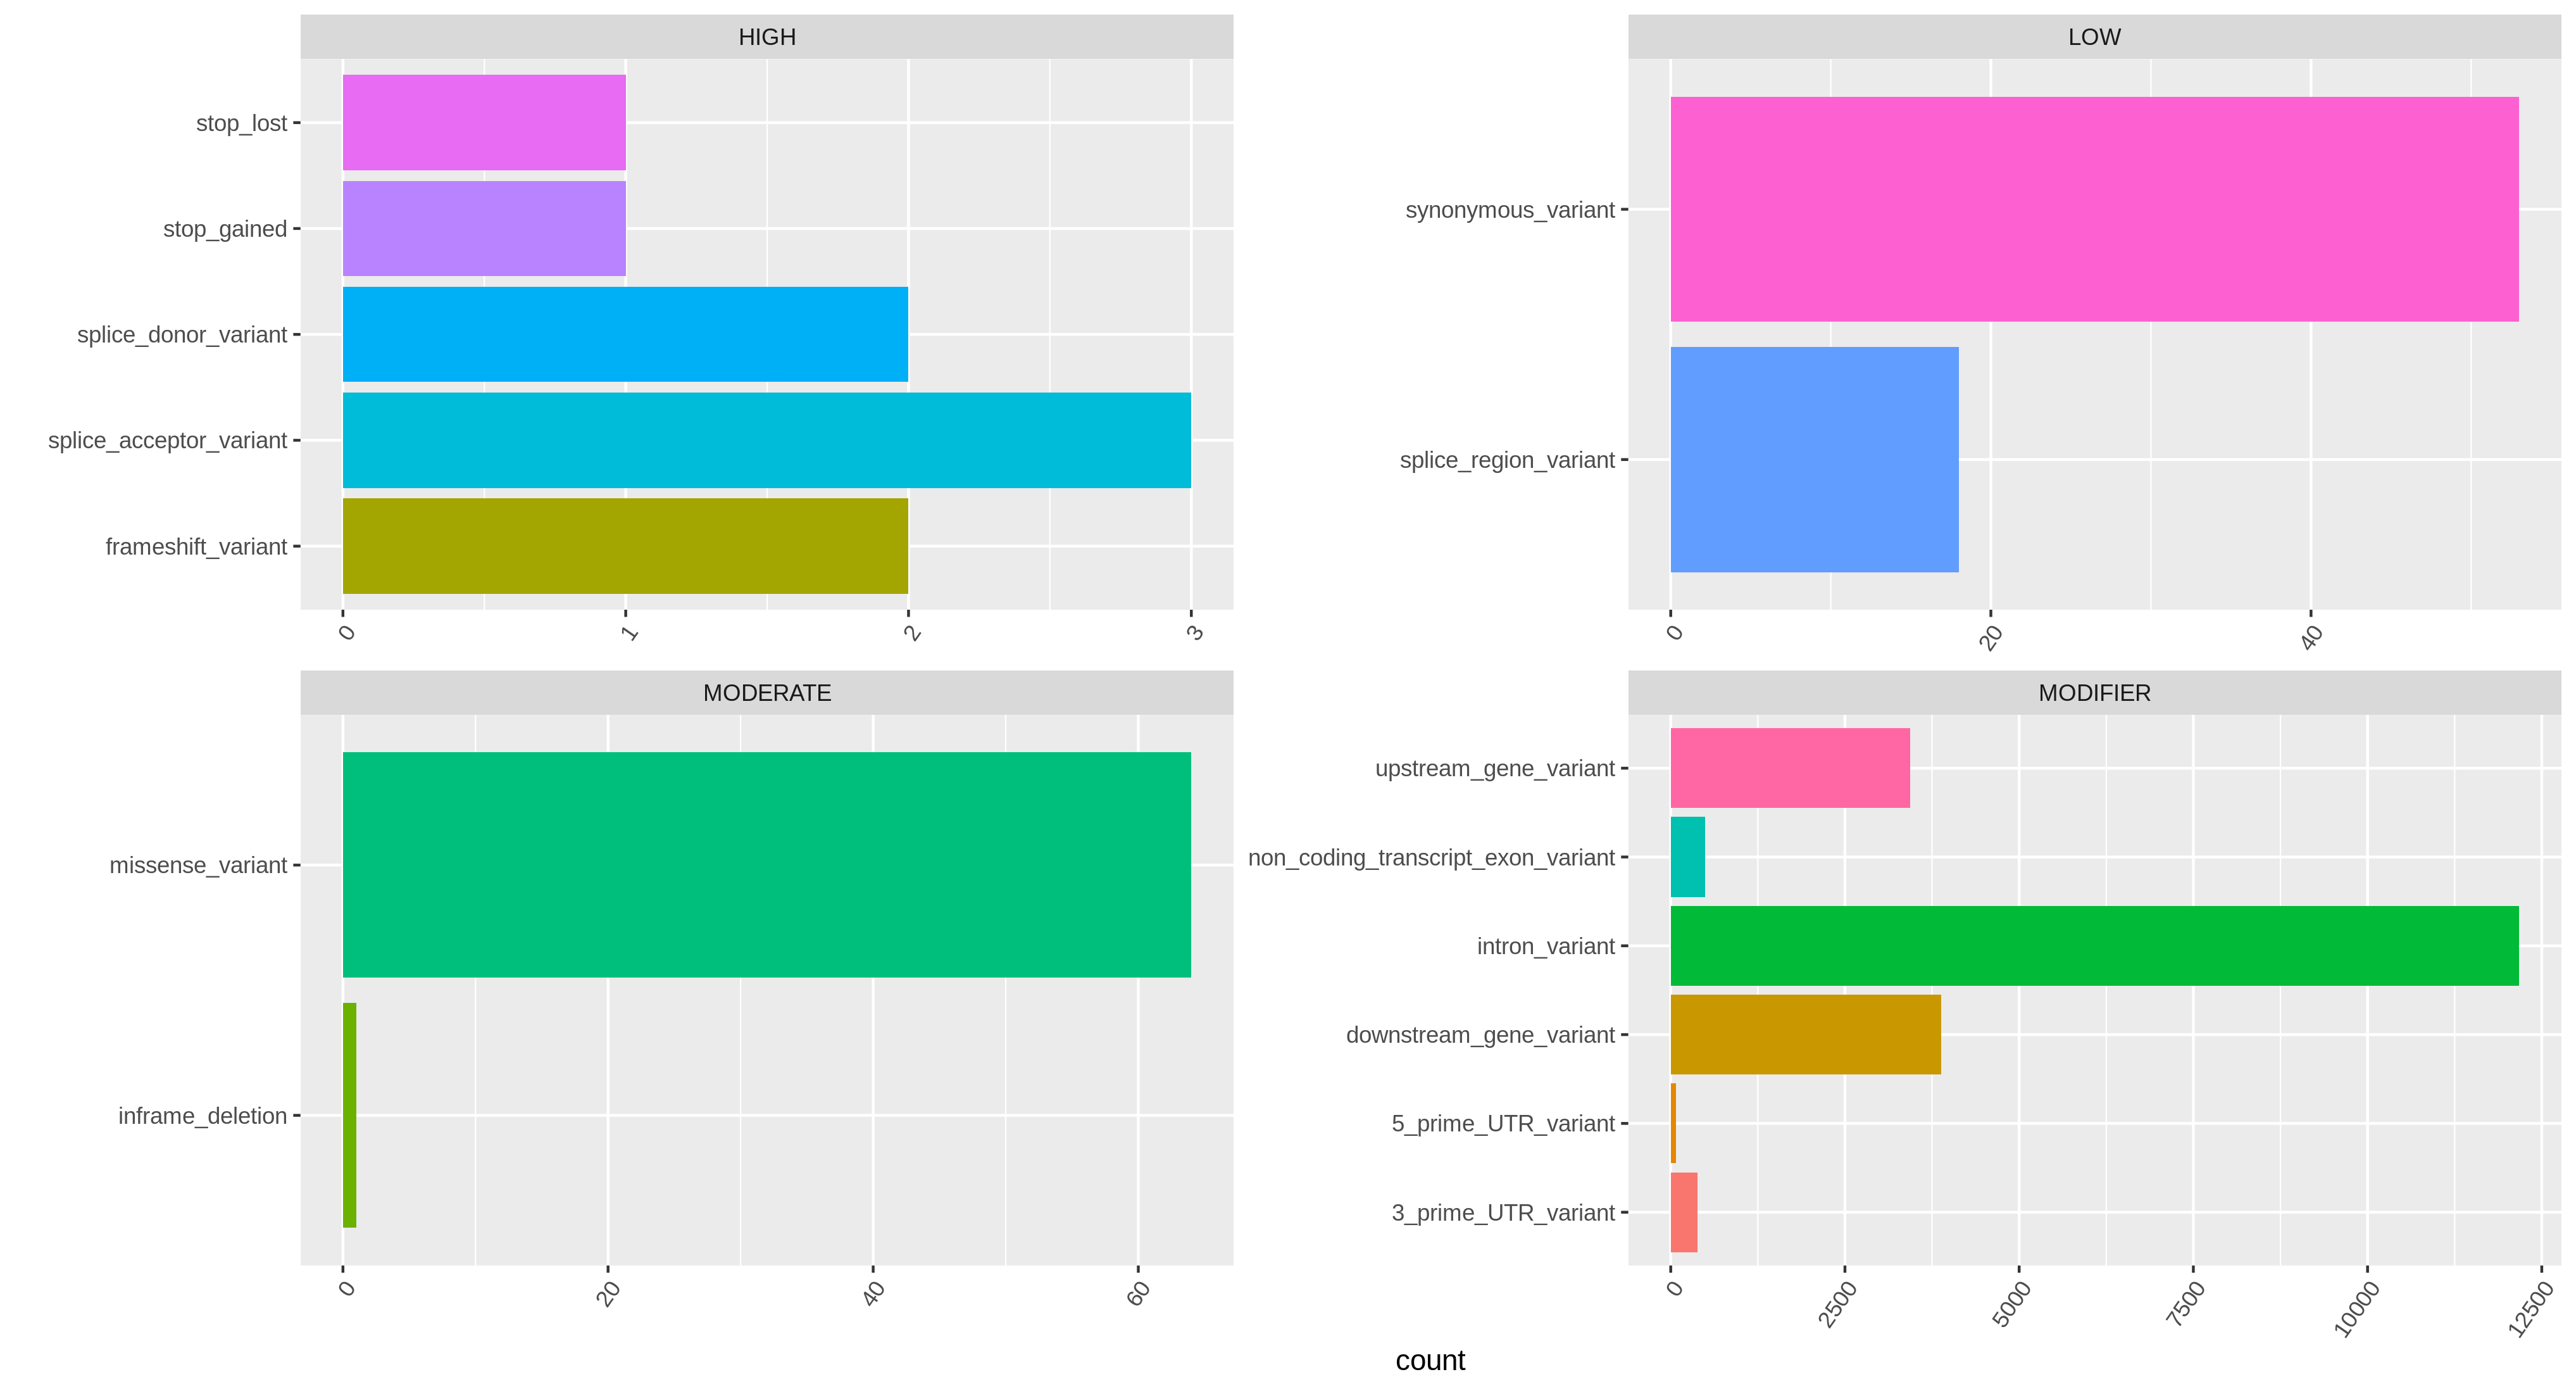 HIGH
stop_lost
stop_gained
splice_donor_variant
splice_acceptor_variant
frameshift_variant
0 1 2 3
LOW
synonymous_variant
splice_region_variant
0 20 40
MODERATE
missense_variant
inframe_deletion
0 20 40 60
MODIFIER
upstream_gene_variant
non_coding_transcript_exon_variant
intron_variant
downstream_gene_variant
5_prime_UTR_variant
3_prime_UTR_variant
0 2500 5000 7500 10000 12500
count